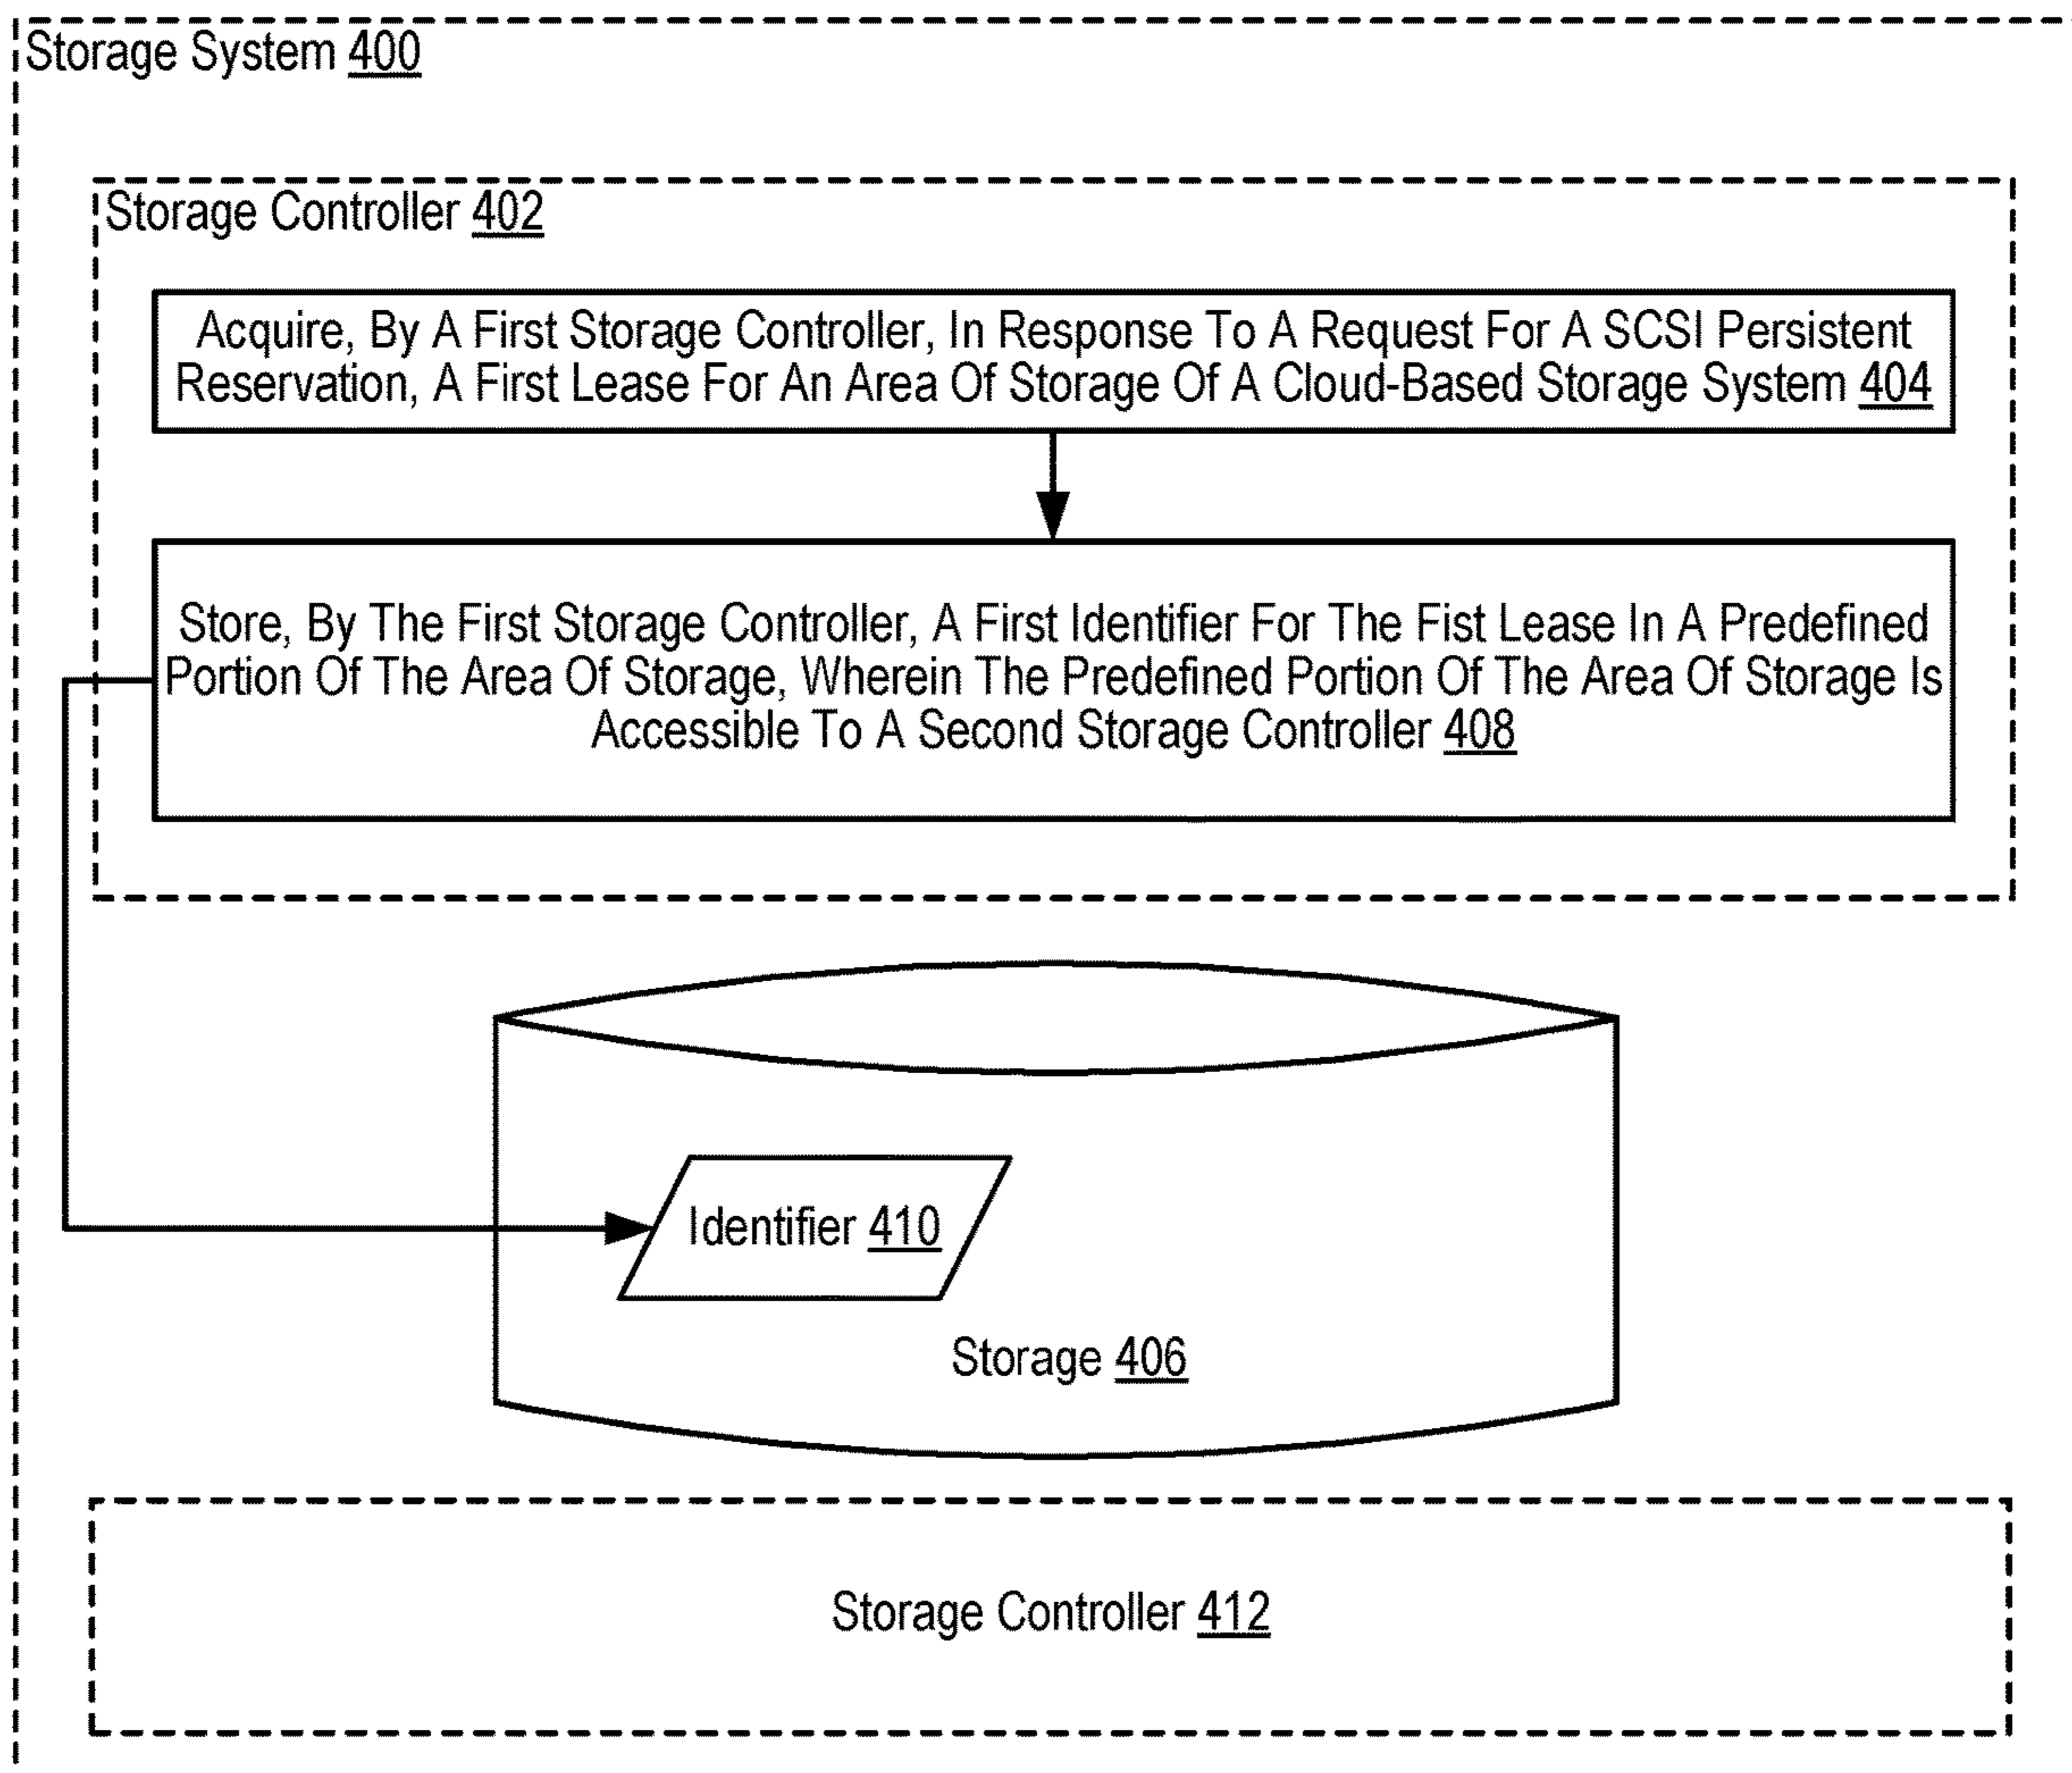 Storage System 400
Storage Controller 402
Acquire, By A First Storage Controller, In Response To A Request For A SCSI Persistent
Reservation, A First Lease For An Area Of Storage Of A Cloud-Based Storage System 404
Store, By The First Storage Controller, A First Identifier For The Fist Lease In A Predefined
Portion Of The Area Of Storage, Wherein The Predefined Portion Of The Area Of Storage Is
Accessible To A Second Storage Controller 408
Identifier 410
Storage 406
Storage Controller 412